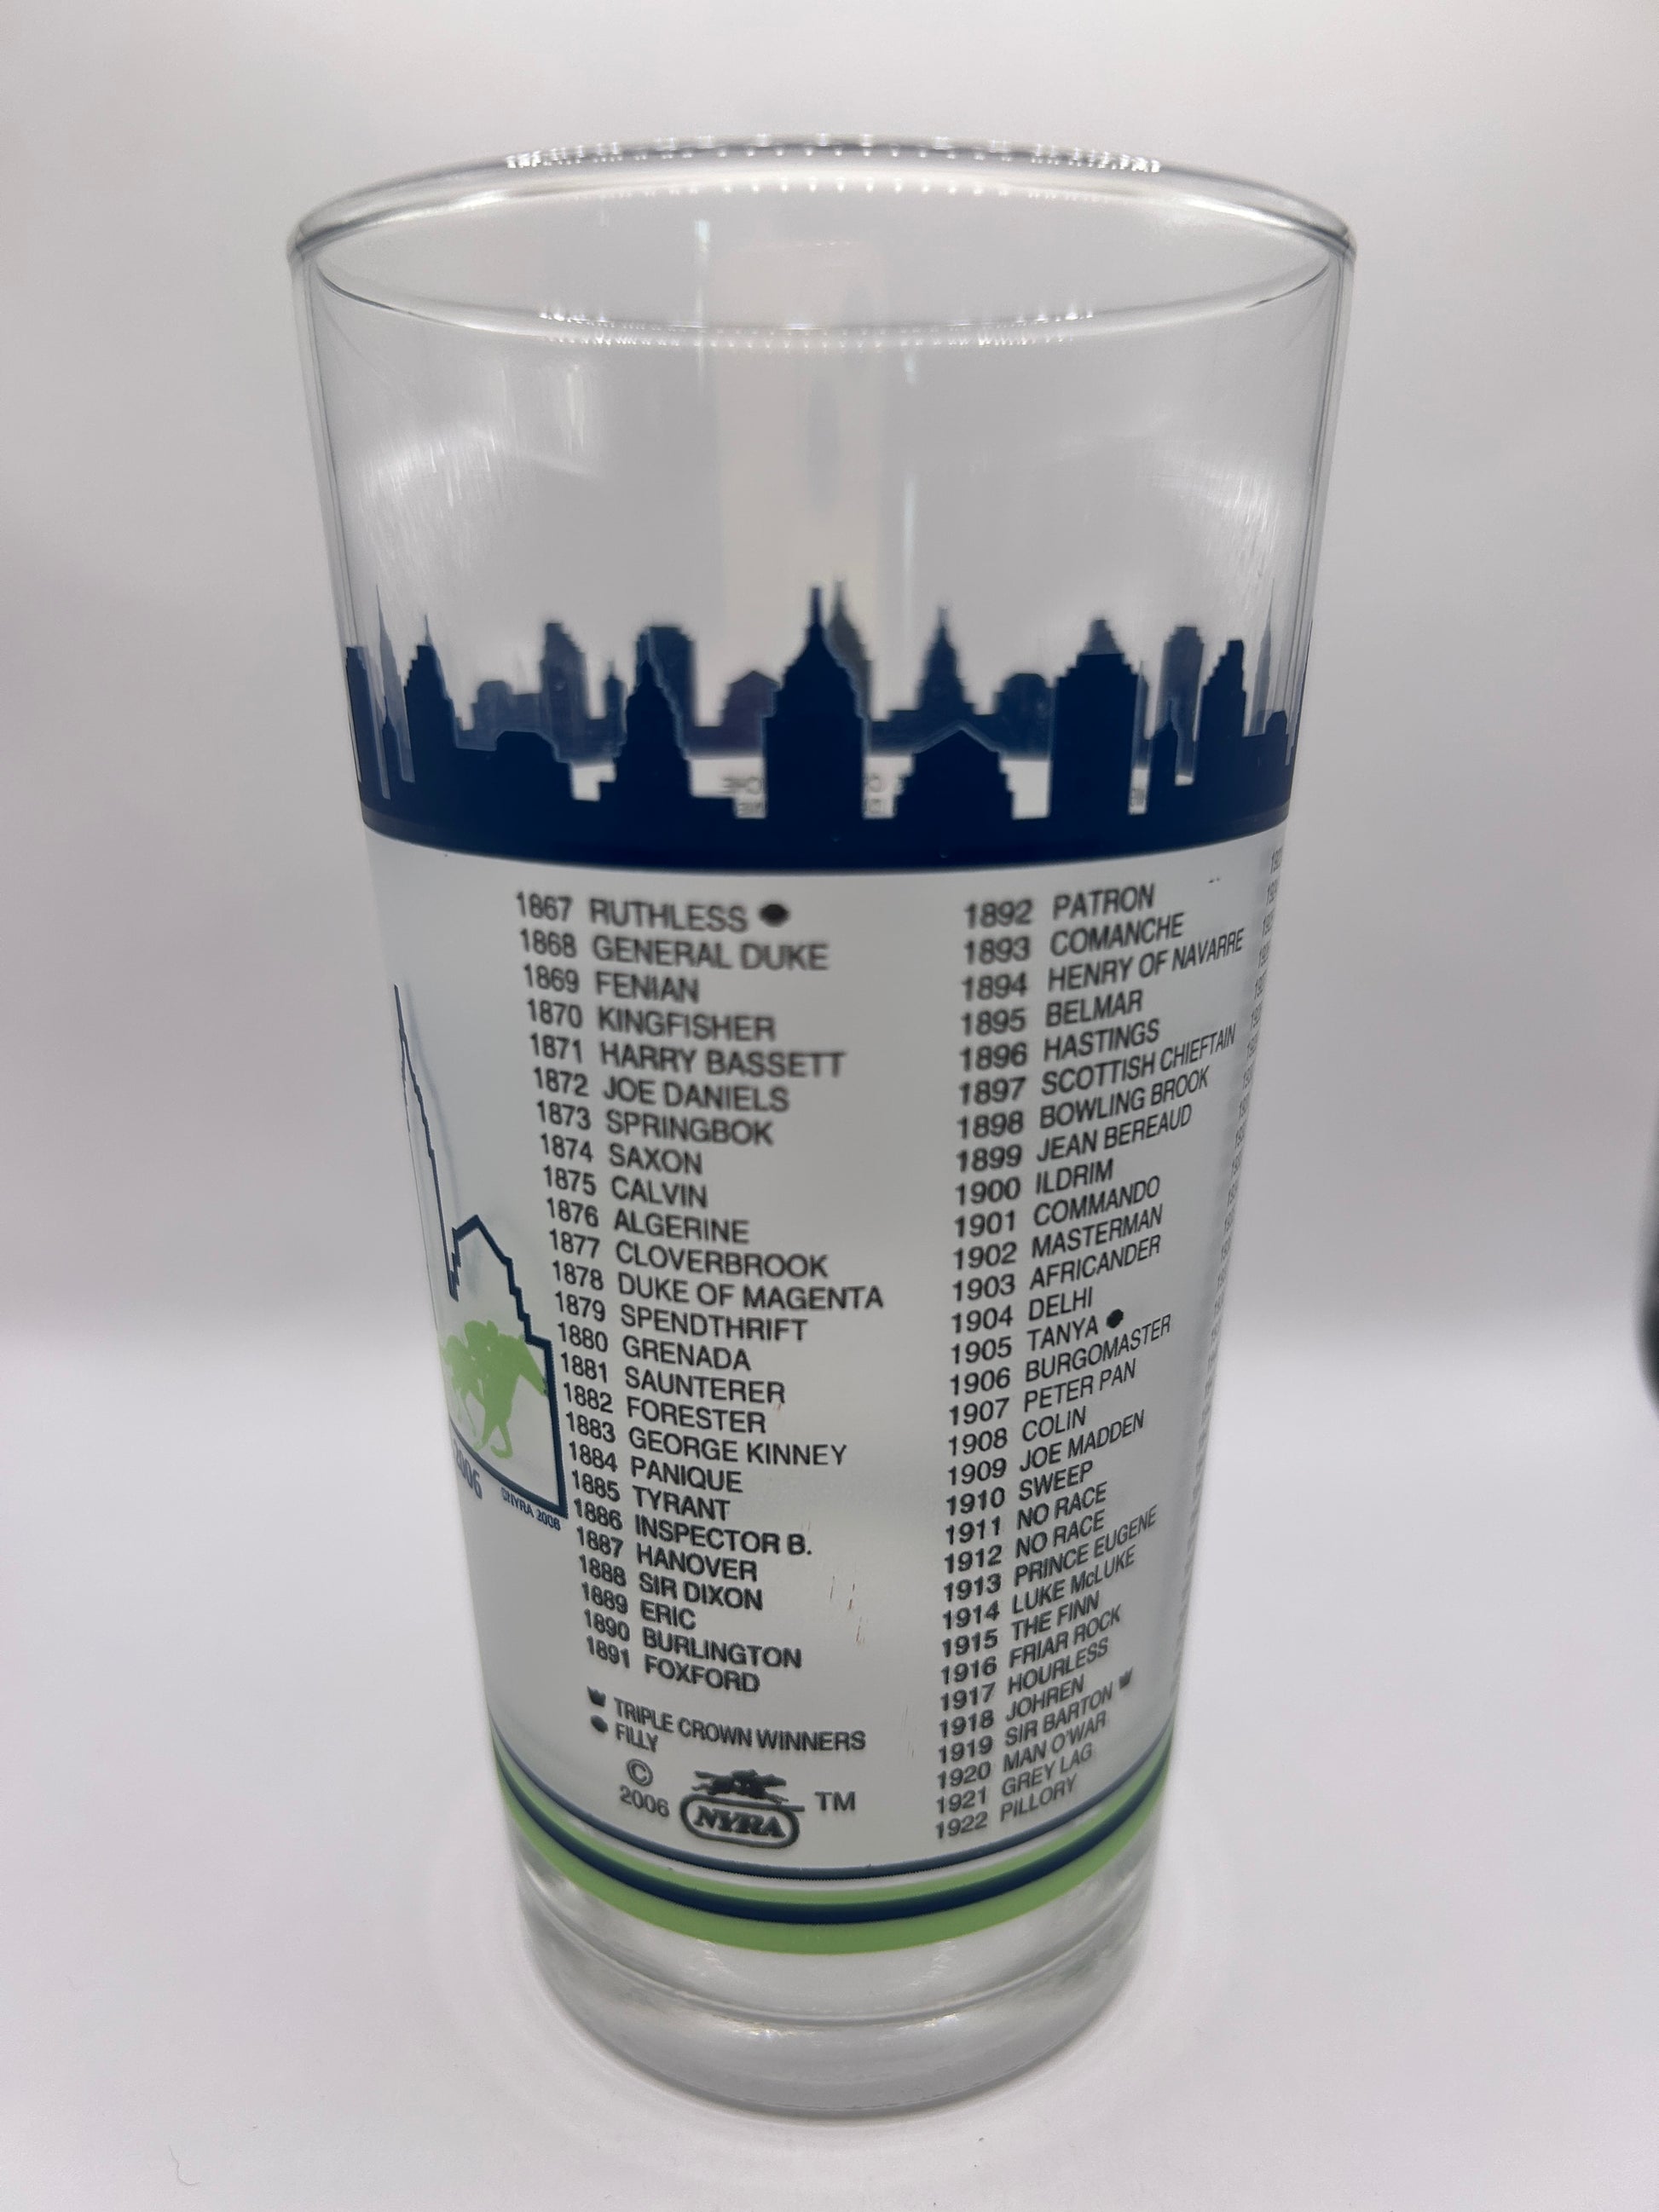 1867 RUTHLESS ●
1868 GENERAL DUKE
1869 FENIAN
1870 KINGFISHER
1871 HARRY BASSETT
1872 JOE DANIELS
1873 SPRINGBOK
1874 SAXON
1875 CALVIN
1876 ALGERINE
1877 CLOVERBROOK
1878 DUKE OF MAGENTA
1879 SPENDTHRIFT
1880 GRENADA
1881 SAUNTERER
1882 FORESTER
1883 GEORGE KINNEY
1884 PANIQUE
1885 TYRANT
1886 INSPECTOR B.
1887 HANOVER
1888 SIR DIXON
1889 ERIC
1890 BURLINGTON
1891 FOXFORD
TRIPLE CROWN WINNERS
● FILLY
©
2006
NYRA
TM
1892 PATRON
1893 COMANCHE
1894 HENRY OF NAVARRE
1895 BELMAR
1896 HASTINGS
1897 SCOTTISH CHIEFTAIN
1898 BOWLING BROOK
1899 JEAN BEREAUD
1900 ILDRIM
1901 COMMANDO
1902 MASTERMAN
1903 AFRICANDER
1904 DELHI
1905 TANYA ●
1906 BURGOMASTER
1907 PETER PAN
1908 COLIN
1909 JOE MADDEN
1910 SWEEP
1911 NO RACE
1912 NO RACE
1913 PRINCE EUGENE
1914 LUKE McLUKE
1915 THE FINN
1916 FRIAR ROCK
1917 HOURLESS
1918 JOHREN
1919 SIR BARTON
1920 MAN O'WAR
1921 GREY LAG
1922 PILLORY
2006
©NYRA 2006